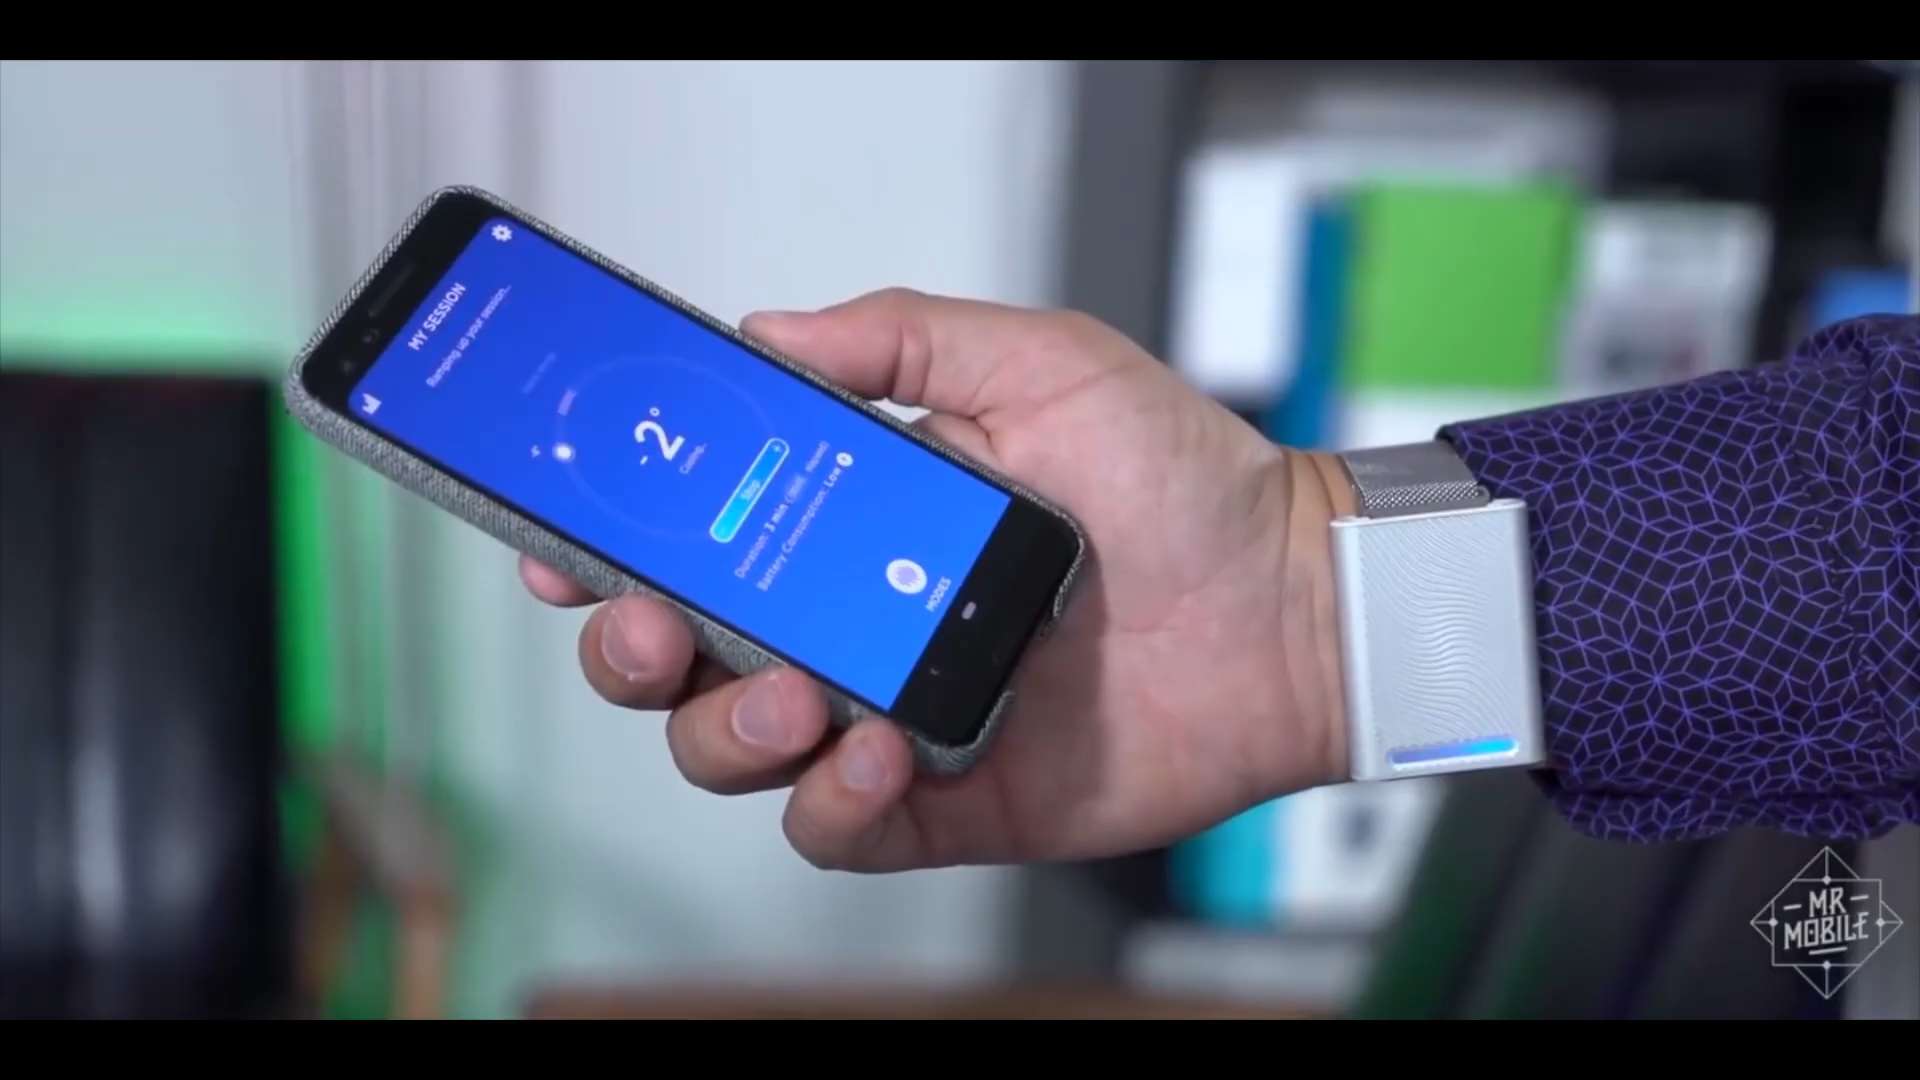 MY SESSION
Ramping up your session...
-2°
Cooling...
- Stop +
Duration: 3 min
Battery Consumption: Low
MODES
MR
MOBILE